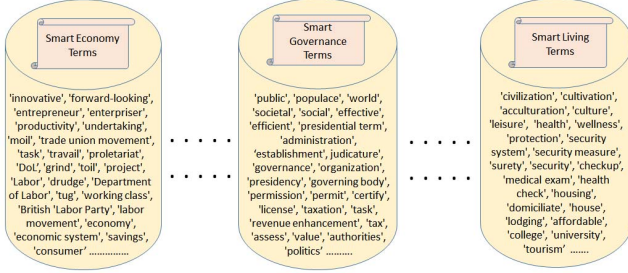 Smart Economy
Terms
'innovative', 'forward-looking',
'entrepreneur', 'enterpriser',
'productivity', 'undertaking',
'moil', 'trade union movement',
'task', 'travail', 'proletariat',
'DoL', 'grind', 'toil', 'project',
'Labor', 'drudge', 'Department
of Labor', 'tug', 'working class',
'British Labor Party', 'labor
movement', 'economy',
'economic system', 'savings',
'consumer' ……………
Smart
Governance
Terms
'public', 'populace', 'world',
'societal', 'social', 'effective',
'efficient', 'presidential term',
'administration',
'establishment', judicature',
'governance', 'organization',
'presidency', 'governing body',
'permission', 'permit', 'certify',
'license', 'taxation', 'task',
'revenue enhancement', 'tax',
'assess', 'value', 'authorities',
'politics' ……….
Smart Living
Terms
'civilization', 'cultivation',
'acculturation', 'culture',
'leisure', 'health', 'wellness',
'protection', 'security
system', 'security measure',
'surety', 'security', 'checkup',
'medical exam', 'health
check', 'housing',
'domiciliate', 'house',
'lodging', 'affordable',
'college', 'university',
'tourism' …….